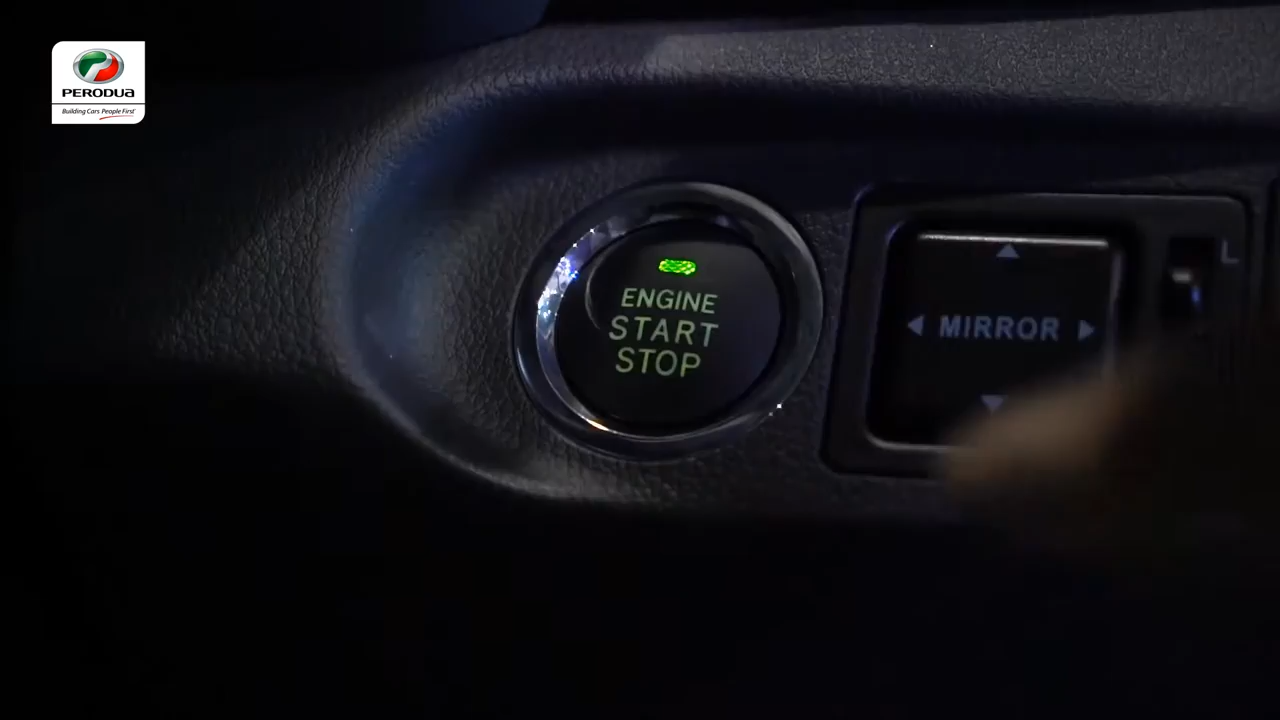 PERODUA
Building Cars People First
ENGINE
START
STOP
MIRROR
L